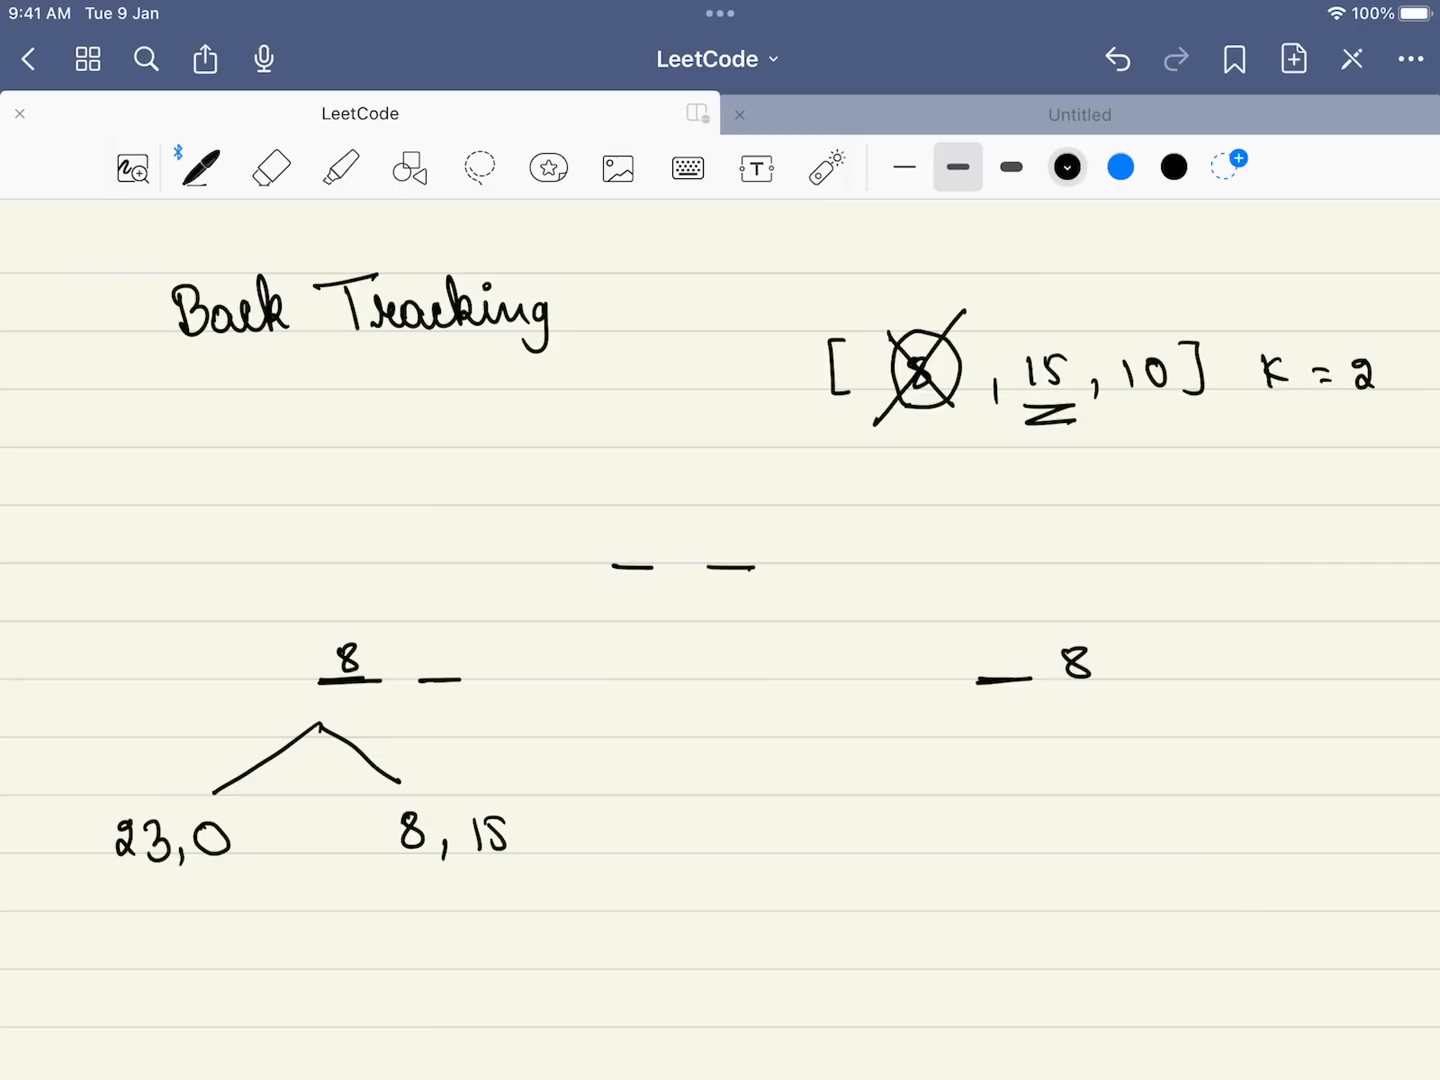 9:41 AM Tue 9 Jan
100%
LeetCode
LeetCode
Untitled
T
Back Tracking
[ 8 , 15 , 10 ] K = 2
8
8
23,0
8, 15